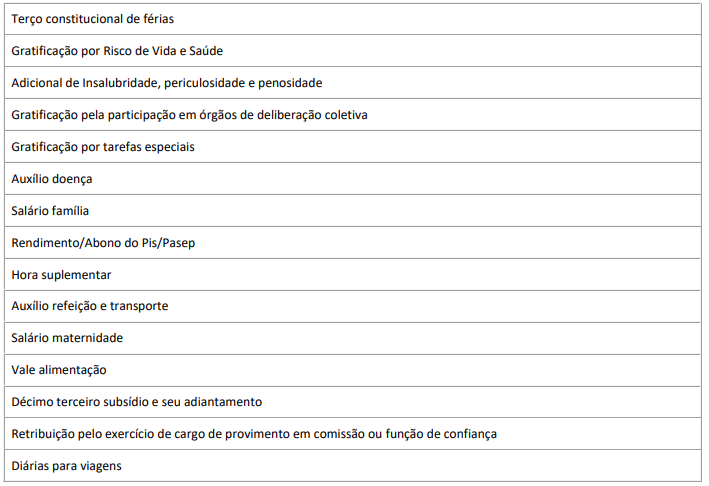 Terço constitucional de férias
Gratificação por Risco de Vida e Saúde
Adicional de Insalubridade, periculosidade e penosidade
Gratificação pela participação em órgãos de deliberação coletiva
Gratificação por tarefas especiais
Auxílio doença
Salário família
Rendimento/Abono do Pis/Pasep
Hora suplementar
Auxílio refeição e transporte
Salário maternidade
Vale alimentação
Décimo terceiro subsídio e seu adiantamento
Retribuição pelo exercício de cargo de provimento em comissão ou função de confiança
Diárias para viagens